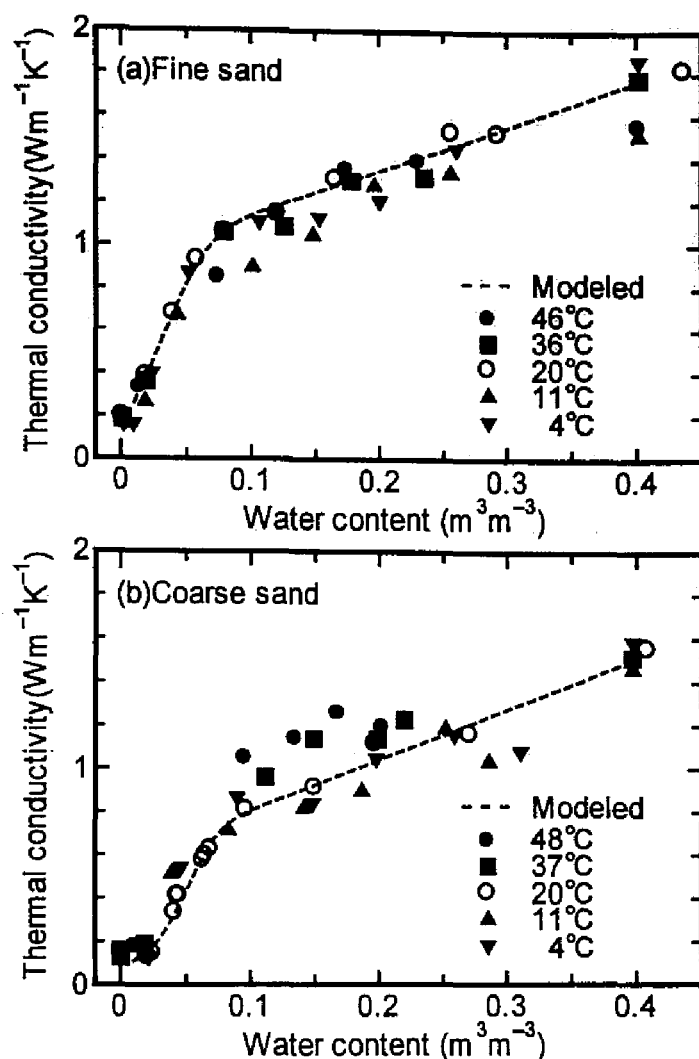 2
(a)Fine sand
1
0
Thermal conductivity(Wm⁻¹K⁻¹)
Modeled
46°C
36°C
20°C
11°C
4°C
0 0.1 0.2 0.3 0.4
Water content (m³m⁻³)
2
(b)Coarse sand
1
0
Thermal conductivity(Wm⁻¹K⁻¹)
Modeled
48°C
37°C
20°C
11°C
4°C
0 0.1 0.2 0.3 0.4
Water content (m³m⁻³)